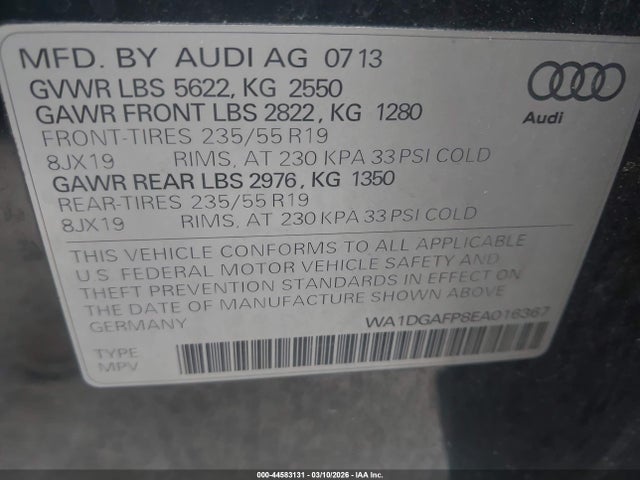 MFD. BY AUDI AG 07 13
GVWR LBS 5622, KG 2550
GAWR FRONT LBS 2822, KG 1280
FRONT-TIRES 235/55 R19
8JX19 RIMS, AT 230 KPA 33 PSI COLD
GAWR REAR LBS 2976, KG 1350
REAR-TIRES 235/55 R19
8JX19 RIMS, AT 230 KPA 33 PSI COLD
Audi
THIS VEHICLE CONFORMS TO ALL APPLICABLE
U.S. FEDERAL MOTOR VEHICLE SAFETY AND
THEFT PREVENTION STANDARDS IN EFFECT ON
THE DATE OF MANUFACTURE SHOWN ABOVE.
GERMANY
WA1DGAFP8EA016367
TYPE
MPV
000-44583131 - 03/10/2026 - IAA Inc.